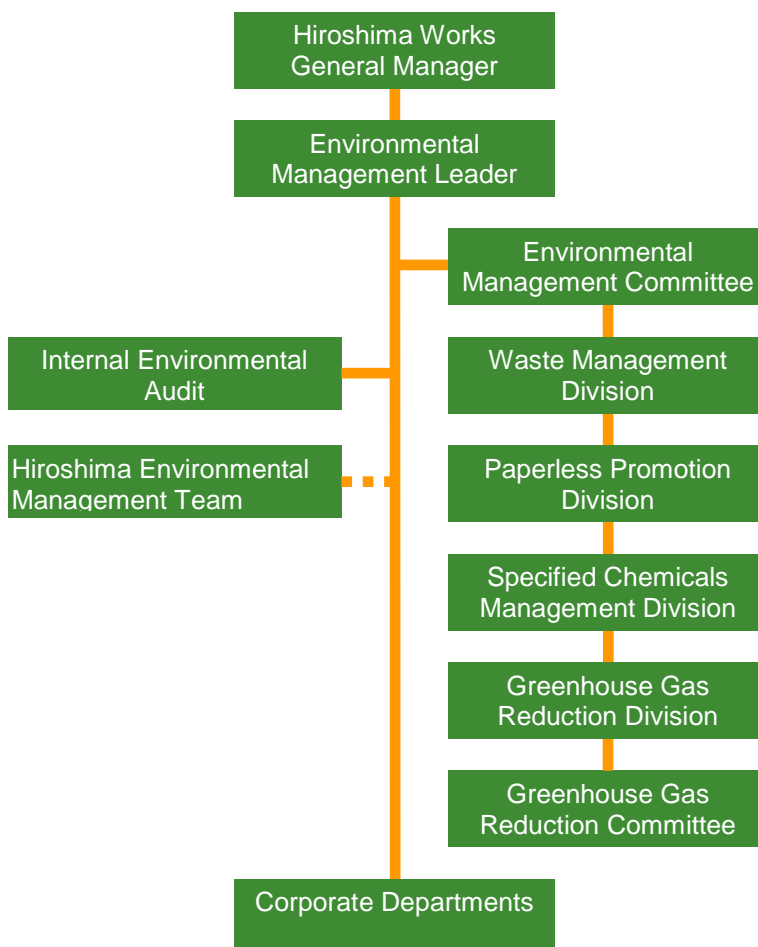 Hiroshima Works
General Manager
Environmental
Management Leader
Environmental
Management Committee
Internal Environmental
Audit
Waste Management
Division
Hiroshima Environmental
Management Team
Paperless Promotion
Division
Specified Chemicals
Management Division
Greenhouse Gas
Reduction Division
Greenhouse Gas
Reduction Committee
Corporate Departments